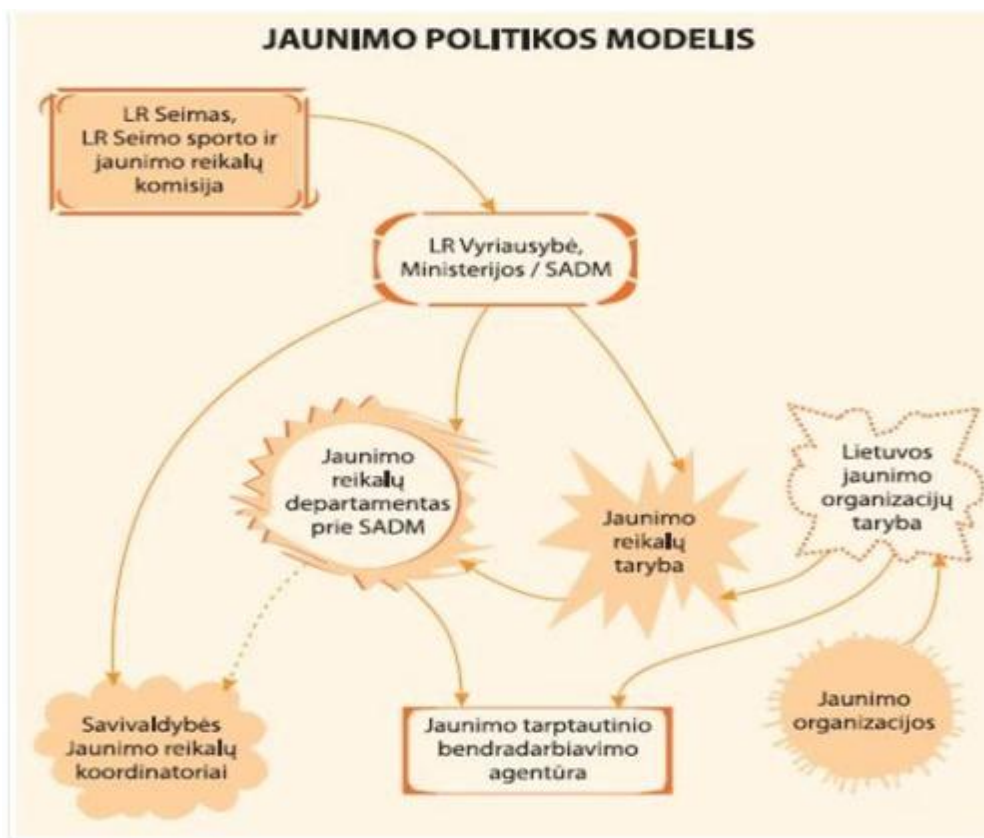 JAUNIMO POLITIKOS MODELIS
LR Seimas,
LR Seimo sporto ir
jaunimo reikalų
komisija
LR Vyriausybė,
Ministerijos / SADM
Jaunimo
reikalų
departamentas
prie SADM
Jaunimo
reikalų
taryba
Lietuvos
jaunimo
organizacijų
taryba
Savivaldybės
Jaunimo reikalų
koordinatoriai
Jaunimo tarptautinio
bendradarbiavimo
agentūra
Jaunimo
organizacijos